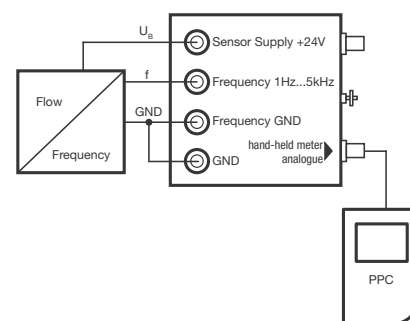 U_B
Sensor Supply +24V
f
Frequency 1Hz...5kHz
Flow
GND
Frequency GND
Frequency
hand-held meter
analogue
GND
PPC